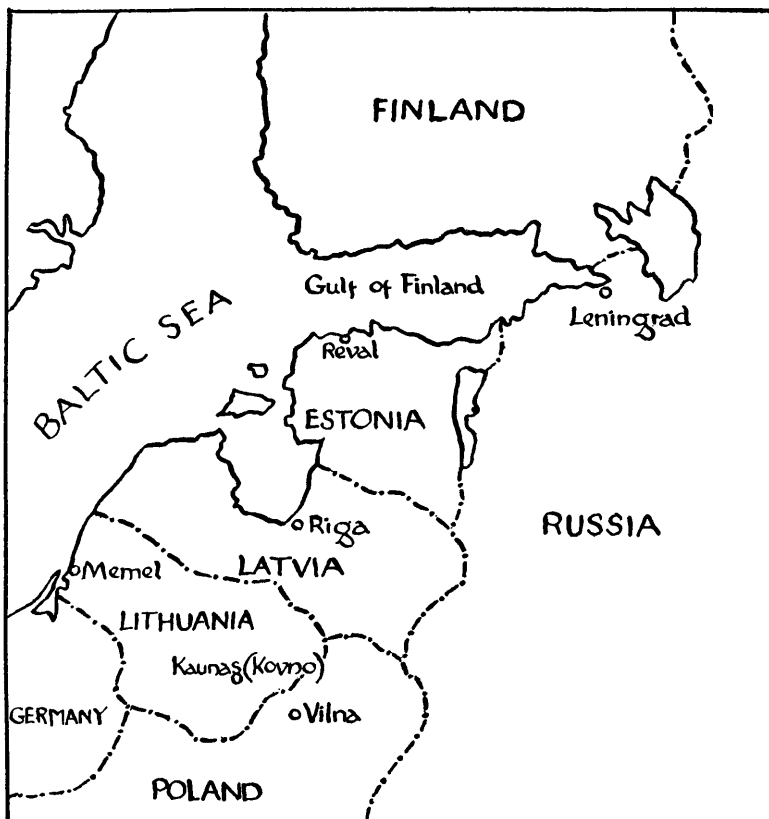 FINLAND
Gulf of Finland
Leningrad
BALTIC SEA
Reval
ESTONIA
Riga
RUSSIA
LATVIA
Memel
LITHUANIA
Kaunas (Kovno)
GERMANY
Vilna
POLAND